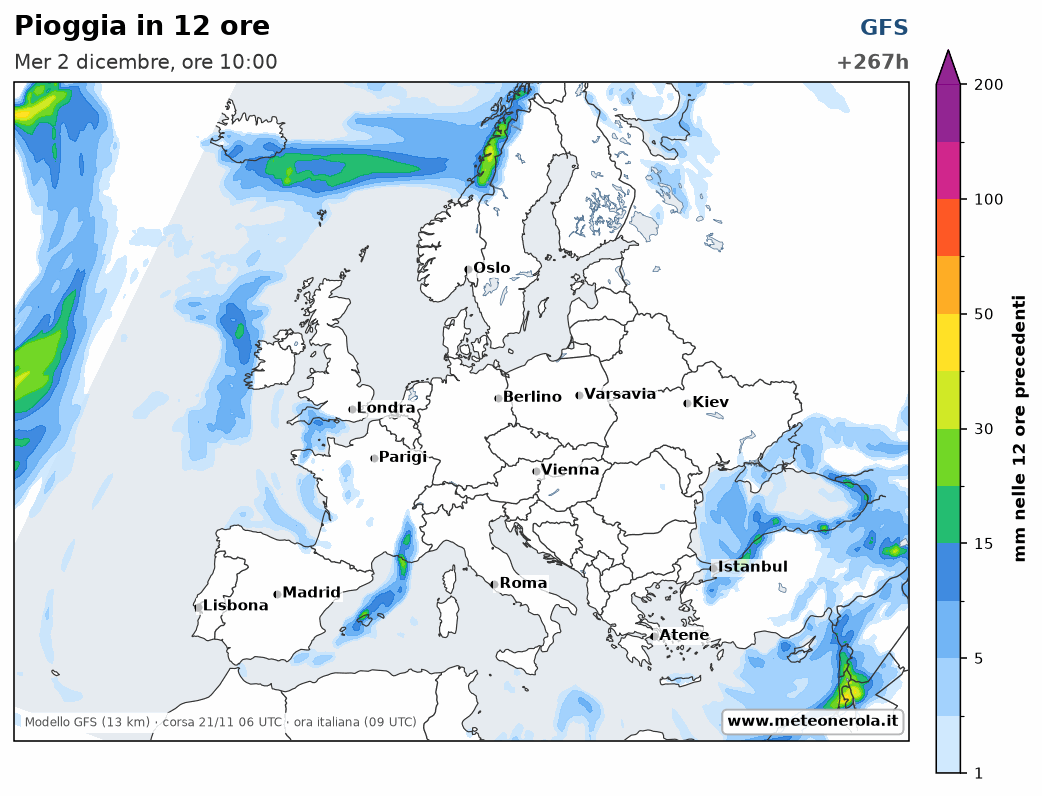 Pioggia in 12 ore
GFS
Mer 2 dicembre, ore 10:00
+267h
200
100
50
30
15
5
1
mm nelle 12 ore precedenti
Oslo
Londra
Berlino
Varsavia
Kiev
Parigi
Vienna
Madrid
Lisbona
Roma
Istanbul
Atene
Modello GFS (13 km) · corsa 21/11 06 UTC · ora italiana (09 UTC)
www.meteonerola.it